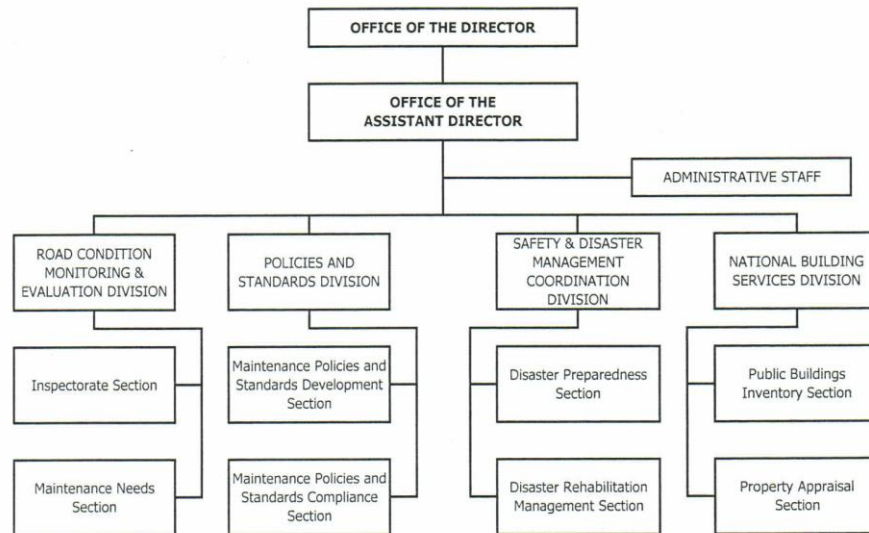 OFFICE OF THE DIRECTOR
OFFICE OF THE
ASSISTANT DIRECTOR
ADMINISTRATIVE STAFF
ROAD CONDITION
MONITORING &
EVALUATION DIVISION
POLICIES AND
STANDARDS DIVISION
SAFETY & DISASTER
MANAGEMENT
COORDINATION
DIVISION
NATIONAL BUILDING
SERVICES DIVISION
Inspectorate Section
Maintenance Policies and
Standards Development
Section
Disaster Preparedness
Section
Public Buildings
Inventory Section
Maintenance Needs
Section
Maintenance Policies and
Standards Compliance
Section
Disaster Rehabilitation
Management Section
Property Appraisal
Section